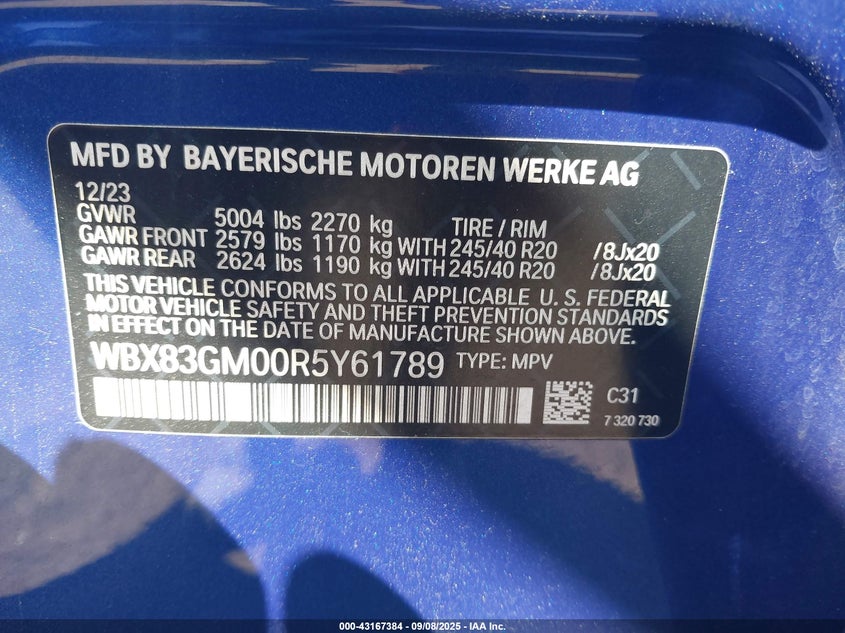 MFD BY BAYERISCHE MOTOREN WERKE AG
12/23
GVWR 5004 lbs 2270 kg TIRE / RIM
GAWR FRONT 2579 lbs 1170 kg WITH 245/40 R20 /8Jx20
GAWR REAR 2624 lbs 1190 kg WITH 245/40 R20 /8Jx20
THIS VEHICLE CONFORMS TO ALL APPLICABLE U. S. FEDERAL
MOTOR VEHICLE SAFETY AND THEFT PREVENTION STANDARDS
IN EFFECT ON THE DATE OF MANUFACTURE SHOWN ABOVE.
WBX83GM00R5Y61789 TYPE: MPV
C31
7 320 730
000-43167384 - 09/08/2025 - IAA Inc.